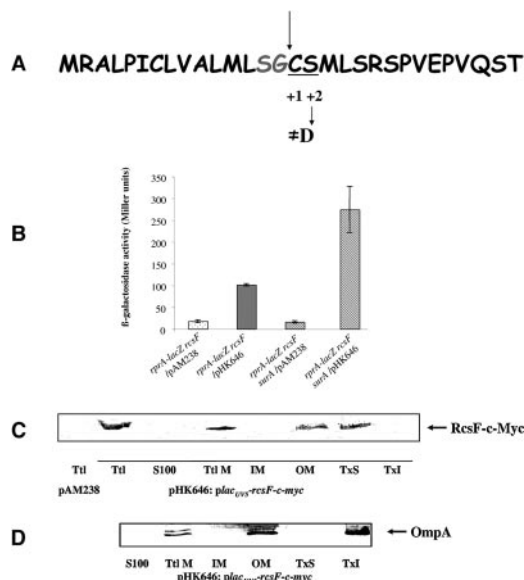 A
MRALPICLVALMLSGCSMLSRSPVEPVQST
+1 +2
≠D
B
ß-galactosidase activity (Miller units)
350
300
250
200
150
100
50
0
rprA-lacZ rcsF /pAM238
rprA-lacZ rcsF /pHK646
rprA-lacZ rcsF surA /pAM238
rprA-lacZ rcsF surA /pHK646
C
RcsF-c-Myc
Ttl Ttl S100 Ttl M IM OM TxS TxI
pAM238 pHK646: placUV5-rcsF-c-myc
D
OmpA
S100 Ttl M IM OM TxS TxI
pHK646: plac -rcsF-c-myc